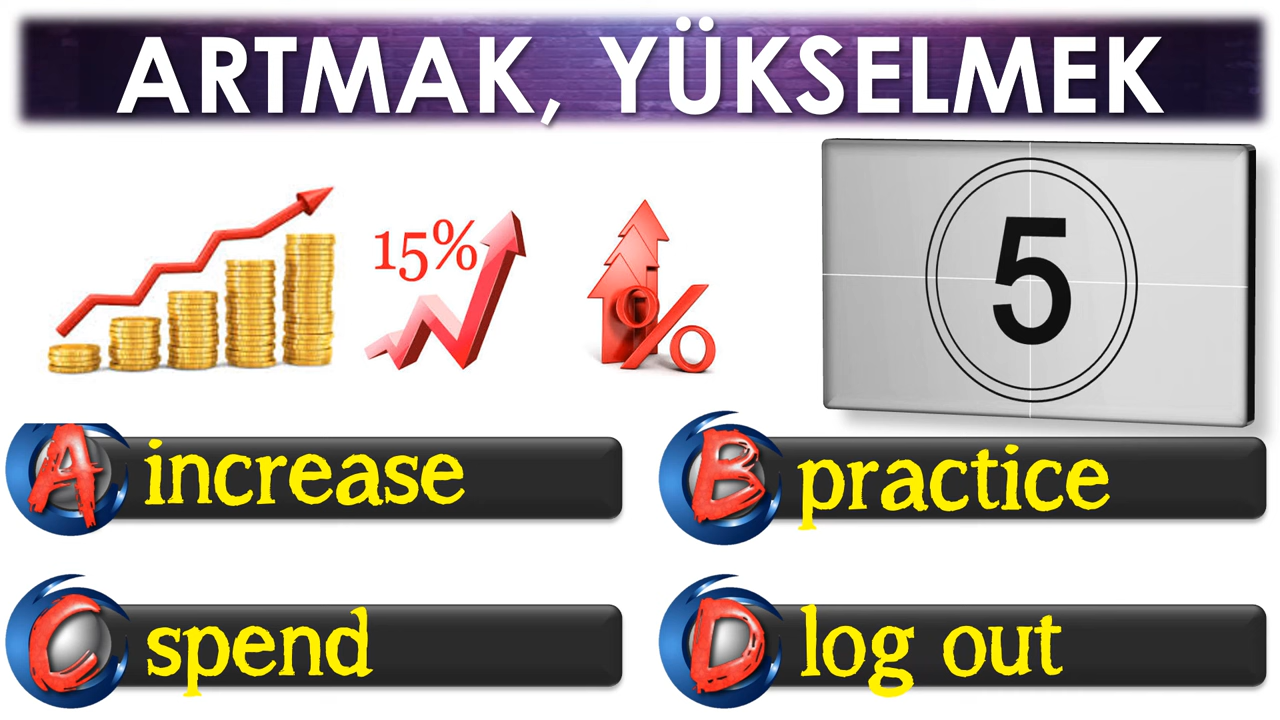 ARTMAK, YÜKSELMEK
15%
%
5
A increase
B practice
C spend
D log out